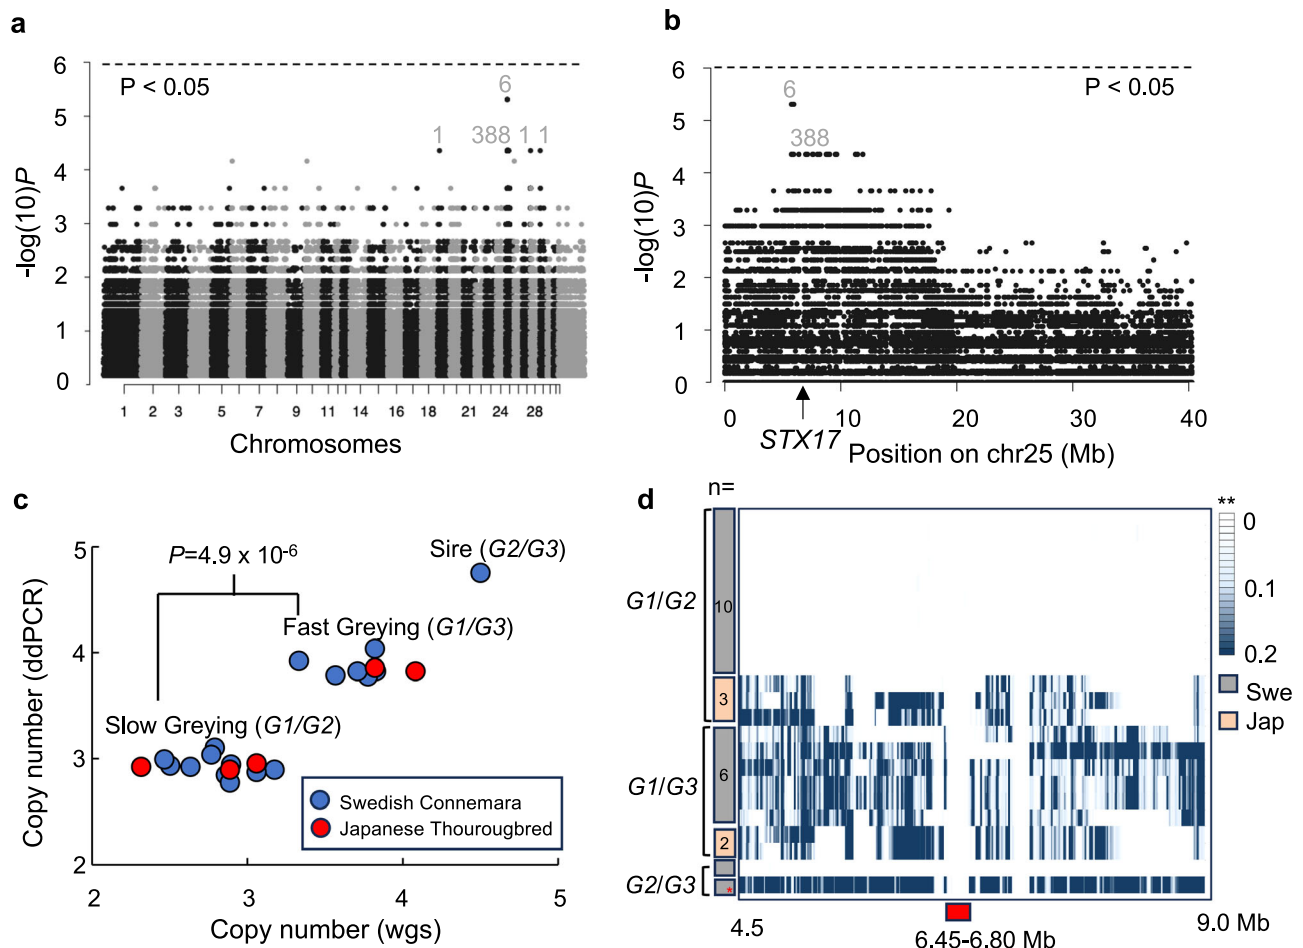 a
6
5
4
3
2
1
0
-log(10)P
P < 0.05
6
1 388 1 1
1 2 3 5 7 9 11 14 16 18 21 24 28
Chromosomes
b
6
5
4
3
2
1
0
-log(10)P
P < 0.05
6
388
0 10 20 30 40
STX17
Position on chr25 (Mb)
c
5
4
3
2
Copy number (ddPCR)
P=4.9 x 10-6
Sire (G2/G3)
Fast Greying (G1/G3)
Slow Greying (G1/G2)
Swedish Connemara
Japanese Thourougbred
2 3 4 5
Copy number (wgs)
d
n=
G1/G2
10
3
G1/G3
6
2
G2/G3
*
**
0
0.1
0.2
Swe
Jap
4.5
9.0 Mb
6.45-6.80 Mb